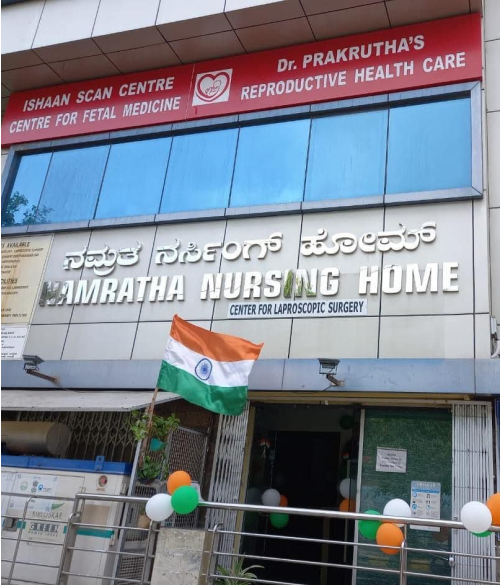 ISHAAN SCAN CENTRE
CENTRE FOR FETAL MEDICINE
Dr. PRAKRUTHA'S
REPRODUCTIVE HEALTH CARE
ನಮ್ರತ ನರ್ಸಿಂಗ್ ಹೋಮ್
NAMRATHA NURSING HOME
CENTER FOR LAPROSCOPIC SURGERY